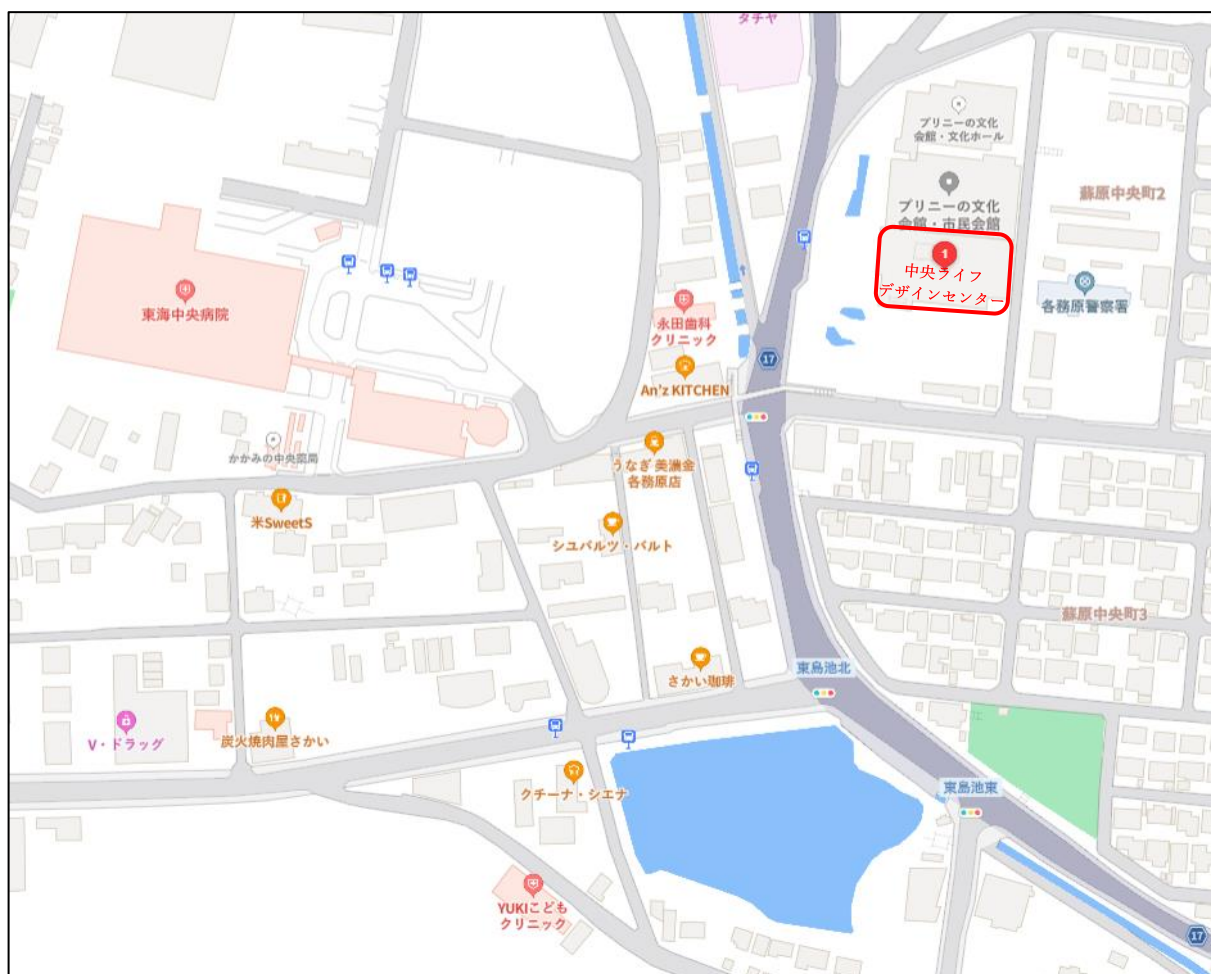 タチヤ
プリニーの文化
会館・文化ホール
プリニーの文化
会館・市民会館
蘇原中央町2
1
中央ライフ
デザインセンター
各務原警察署
東海中央病院
永田歯科
クリニック
17
An'z KITCHEN
かかみの中央薬局
うなぎ 美濃金
各務原店
米SweetS
シュバルツ・バルト
蘇原中央町3
さかい珈琲
東島池北
V・ドラッグ
炭火焼肉屋さかい
クチーナ・シエナ
東島池東
YUKIこども
クリニック
17